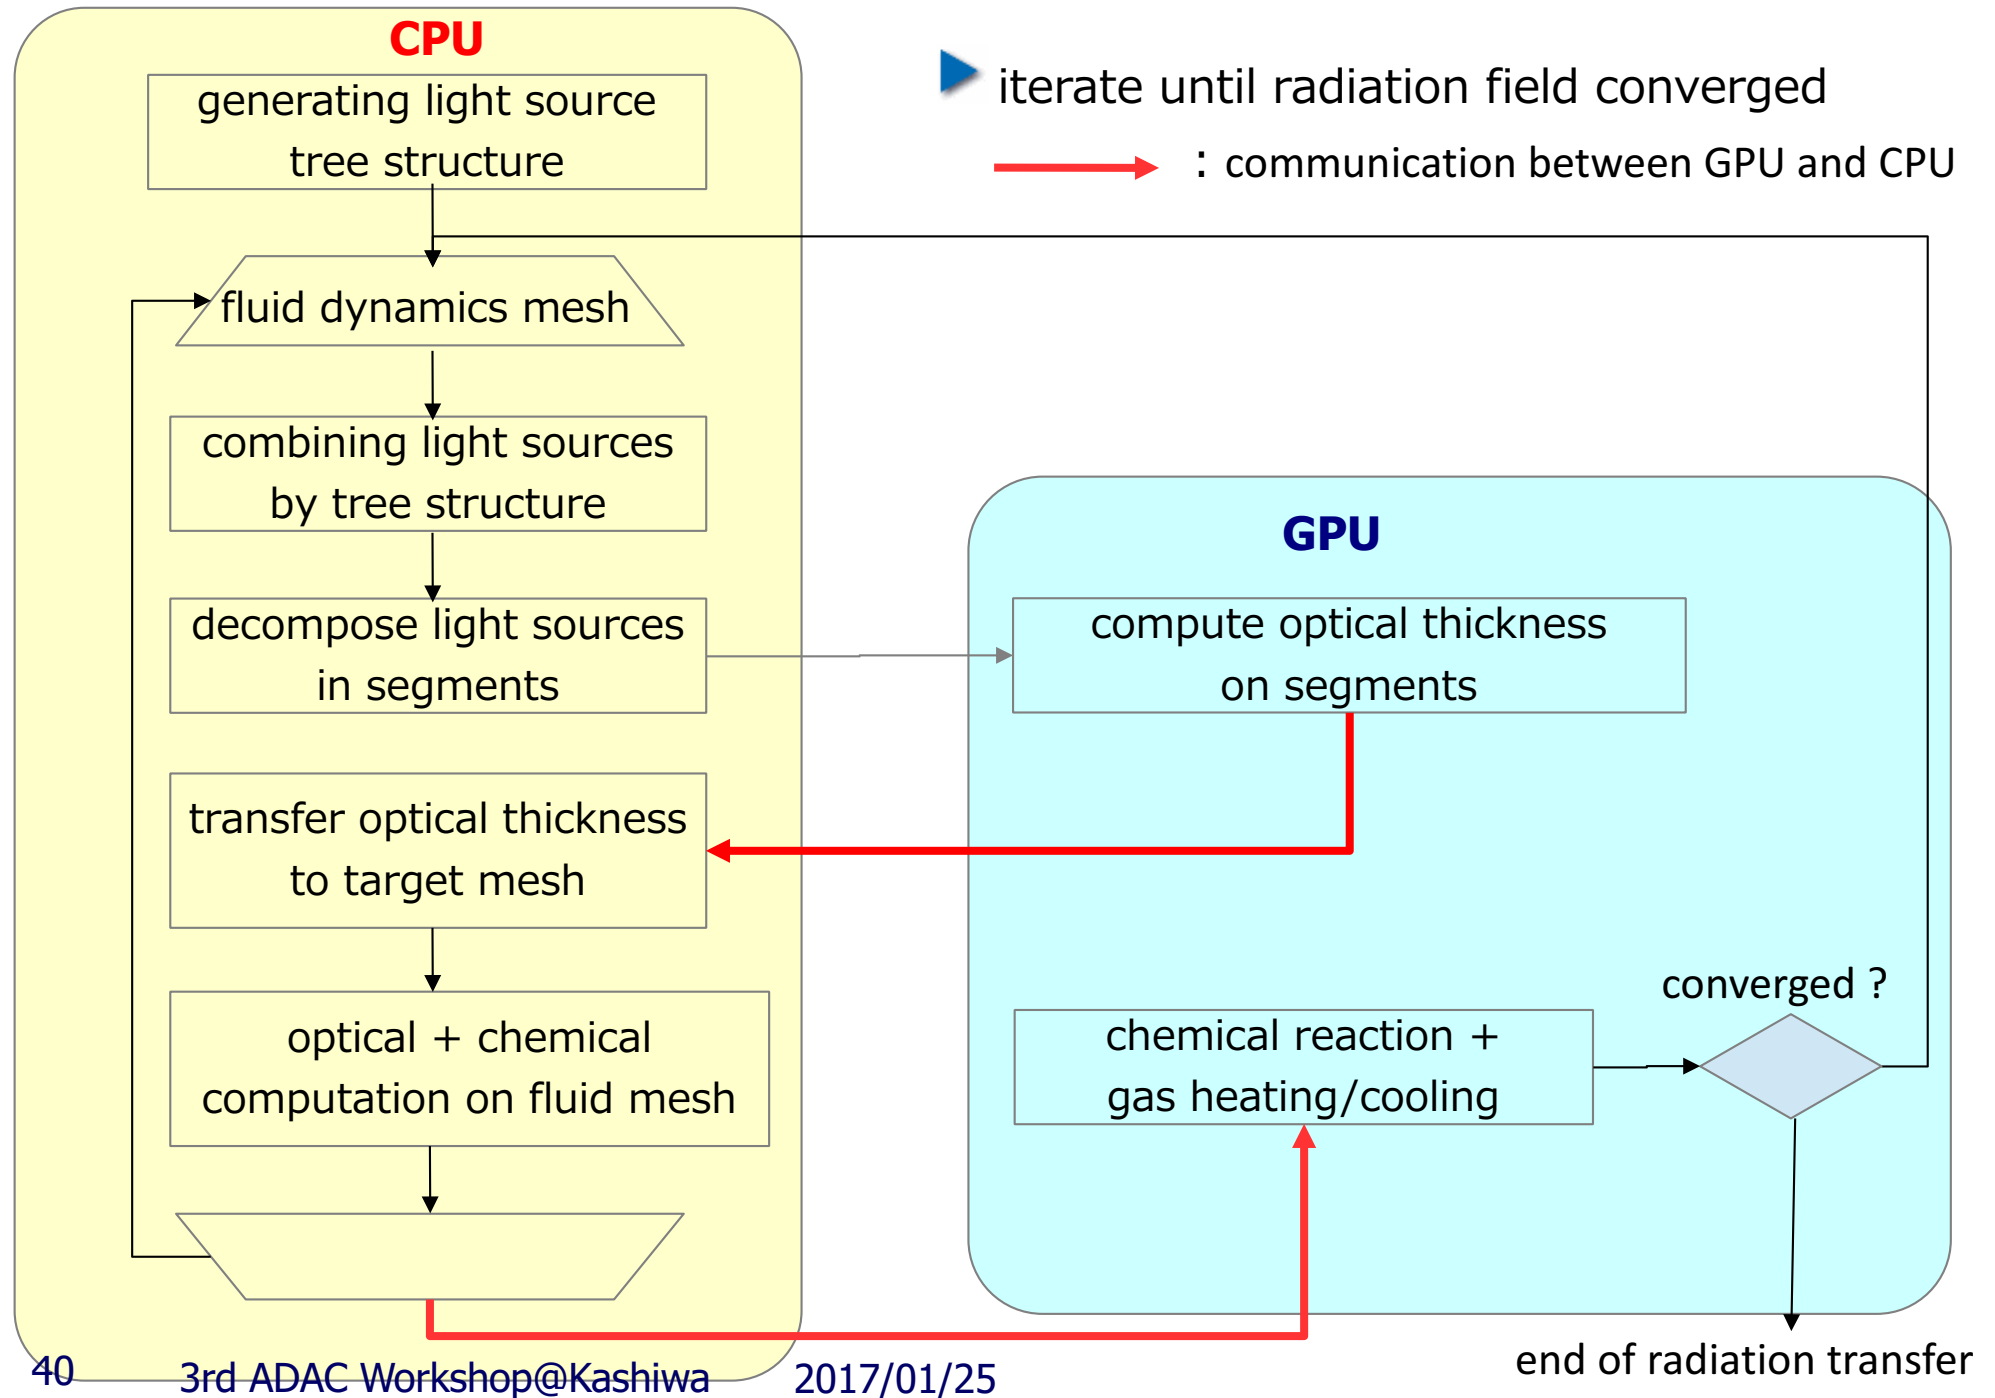 CPU
generating light source
tree structure
fluid dynamics mesh
combining light sources
by tree structure
decompose light sources
in segments
transfer optical thickness
to target mesh
optical + chemical
computation on fluid mesh
iterate until radiation field converged
: communication between GPU and CPU
GPU
compute optical thickness
on segments
converged ?
chemical reaction +
gas heating/cooling
end of radiation transfer
40 3rd ADAC Workshop@Kashiwa 2017/01/25